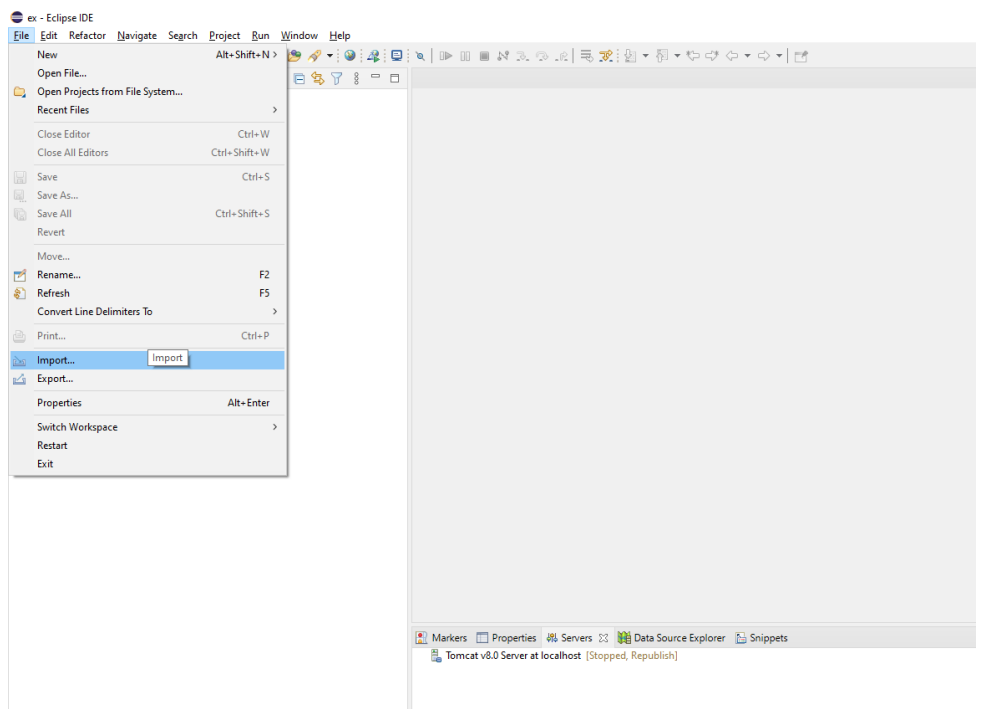 ex - Eclipse IDE
File Edit Refactor Navigate Search Project Run Window Help
New Alt+Shift+N >
Open File...
Open Projects from File System...
Recent Files >
Close Editor Ctrl+W
Close All Editors Ctrl+Shift+W
Save Ctrl+S
Save As...
Save All Ctrl+Shift+S
Revert
Move...
Rename... F2
Refresh F5
Convert Line Delimiters To >
Print... Ctrl+P
Import... Import
Export...
Properties Alt+Enter
Switch Workspace >
Restart
Exit
Markers Properties Servers Data Source Explorer Snippets
Tomcat v8.0 Server at localhost [Stopped, Republish]